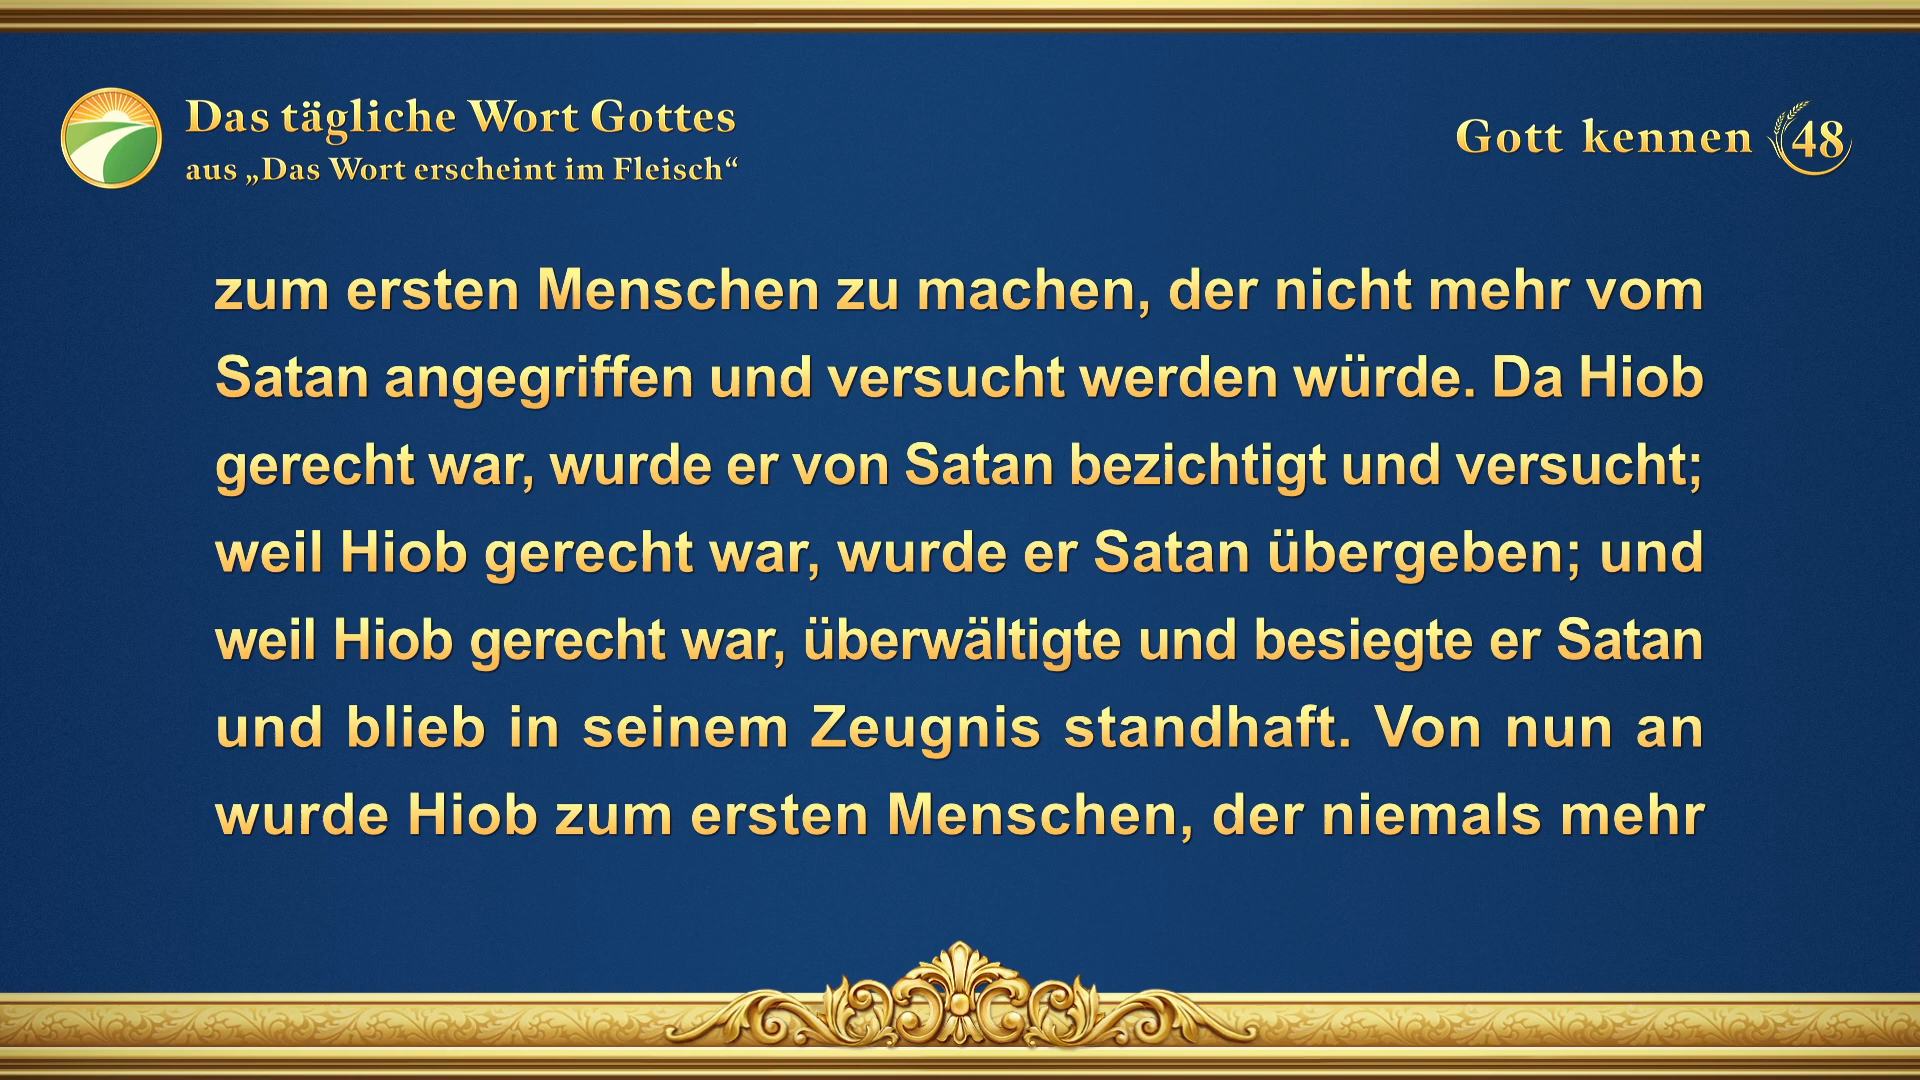 Das tägliche Wort Gottes
aus „Das Wort erscheint im Fleisch“
Gott kennen 48
zum ersten Menschen zu machen, der nicht mehr vom
Satan angegriffen und versucht werden würde. Da Hiob
gerecht war, wurde er von Satan bezichtigt und versucht;
weil Hiob gerecht war, wurde er Satan übergeben; und
weil Hiob gerecht war, überwältigte und besiegte er Satan
und blieb in seinem Zeugnis standhaft. Von nun an
wurde Hiob zum ersten Menschen, der niemals mehr